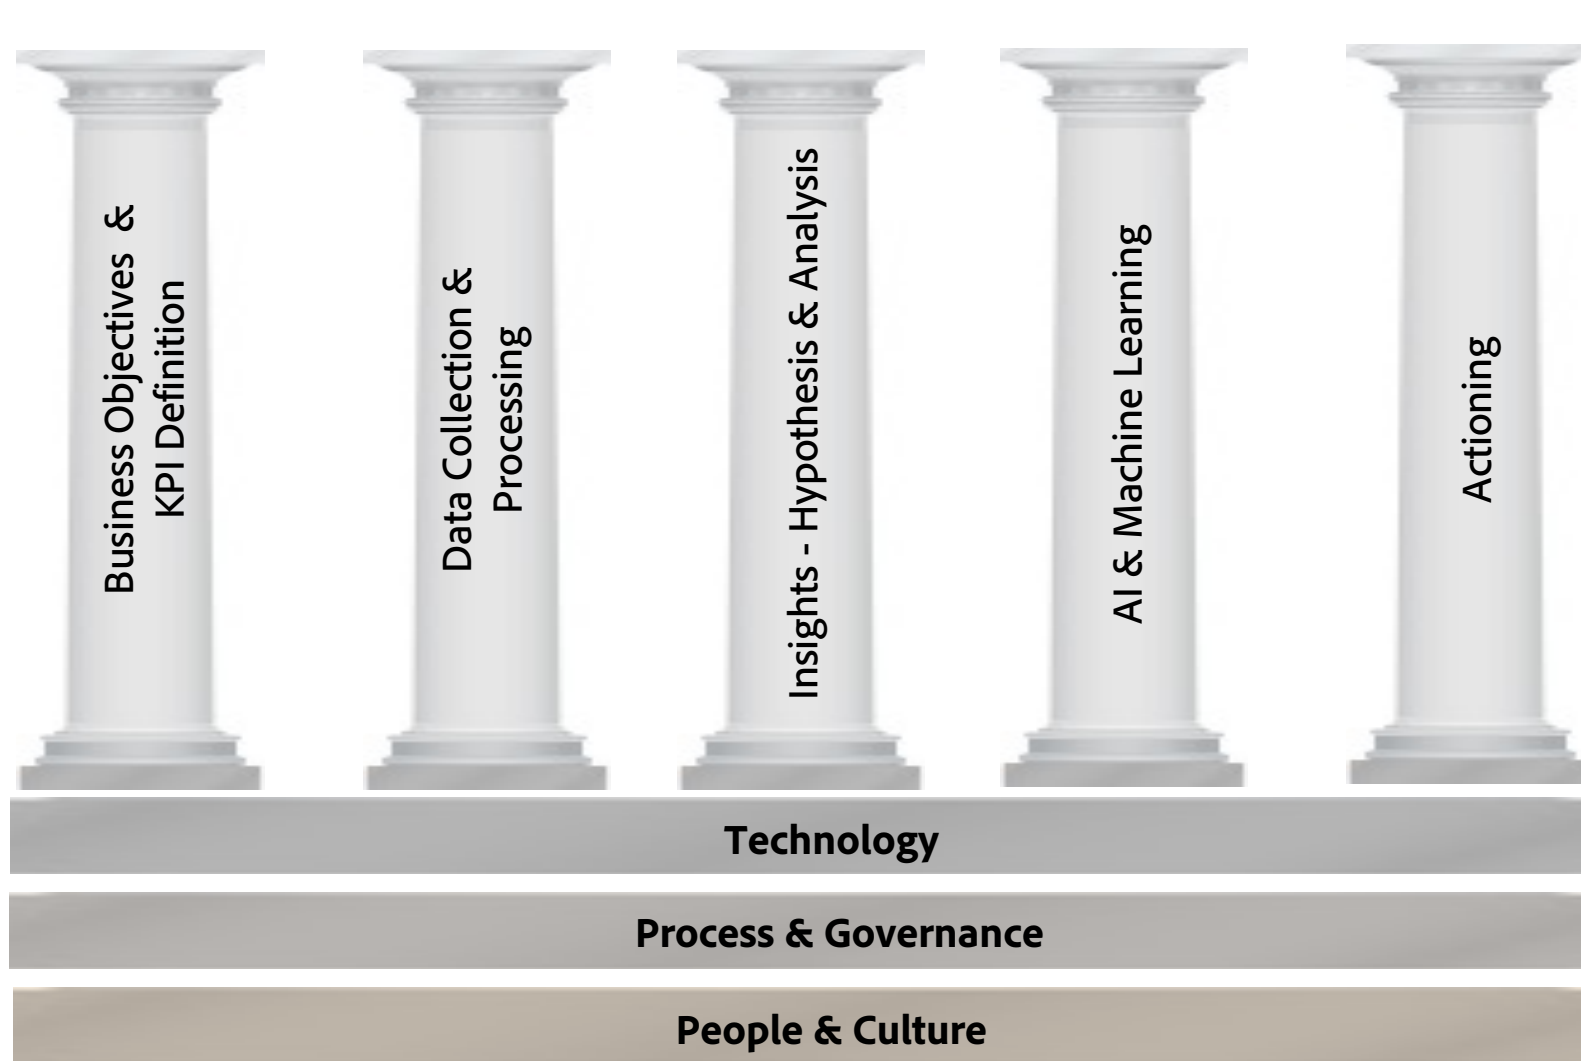 Business Objectives &
KPI Definition
Data Collection &
Processing
Insights - Hypothesis & Analysis
AI & Machine Learning
Actioning
Technology
Process & Governance
People & Culture